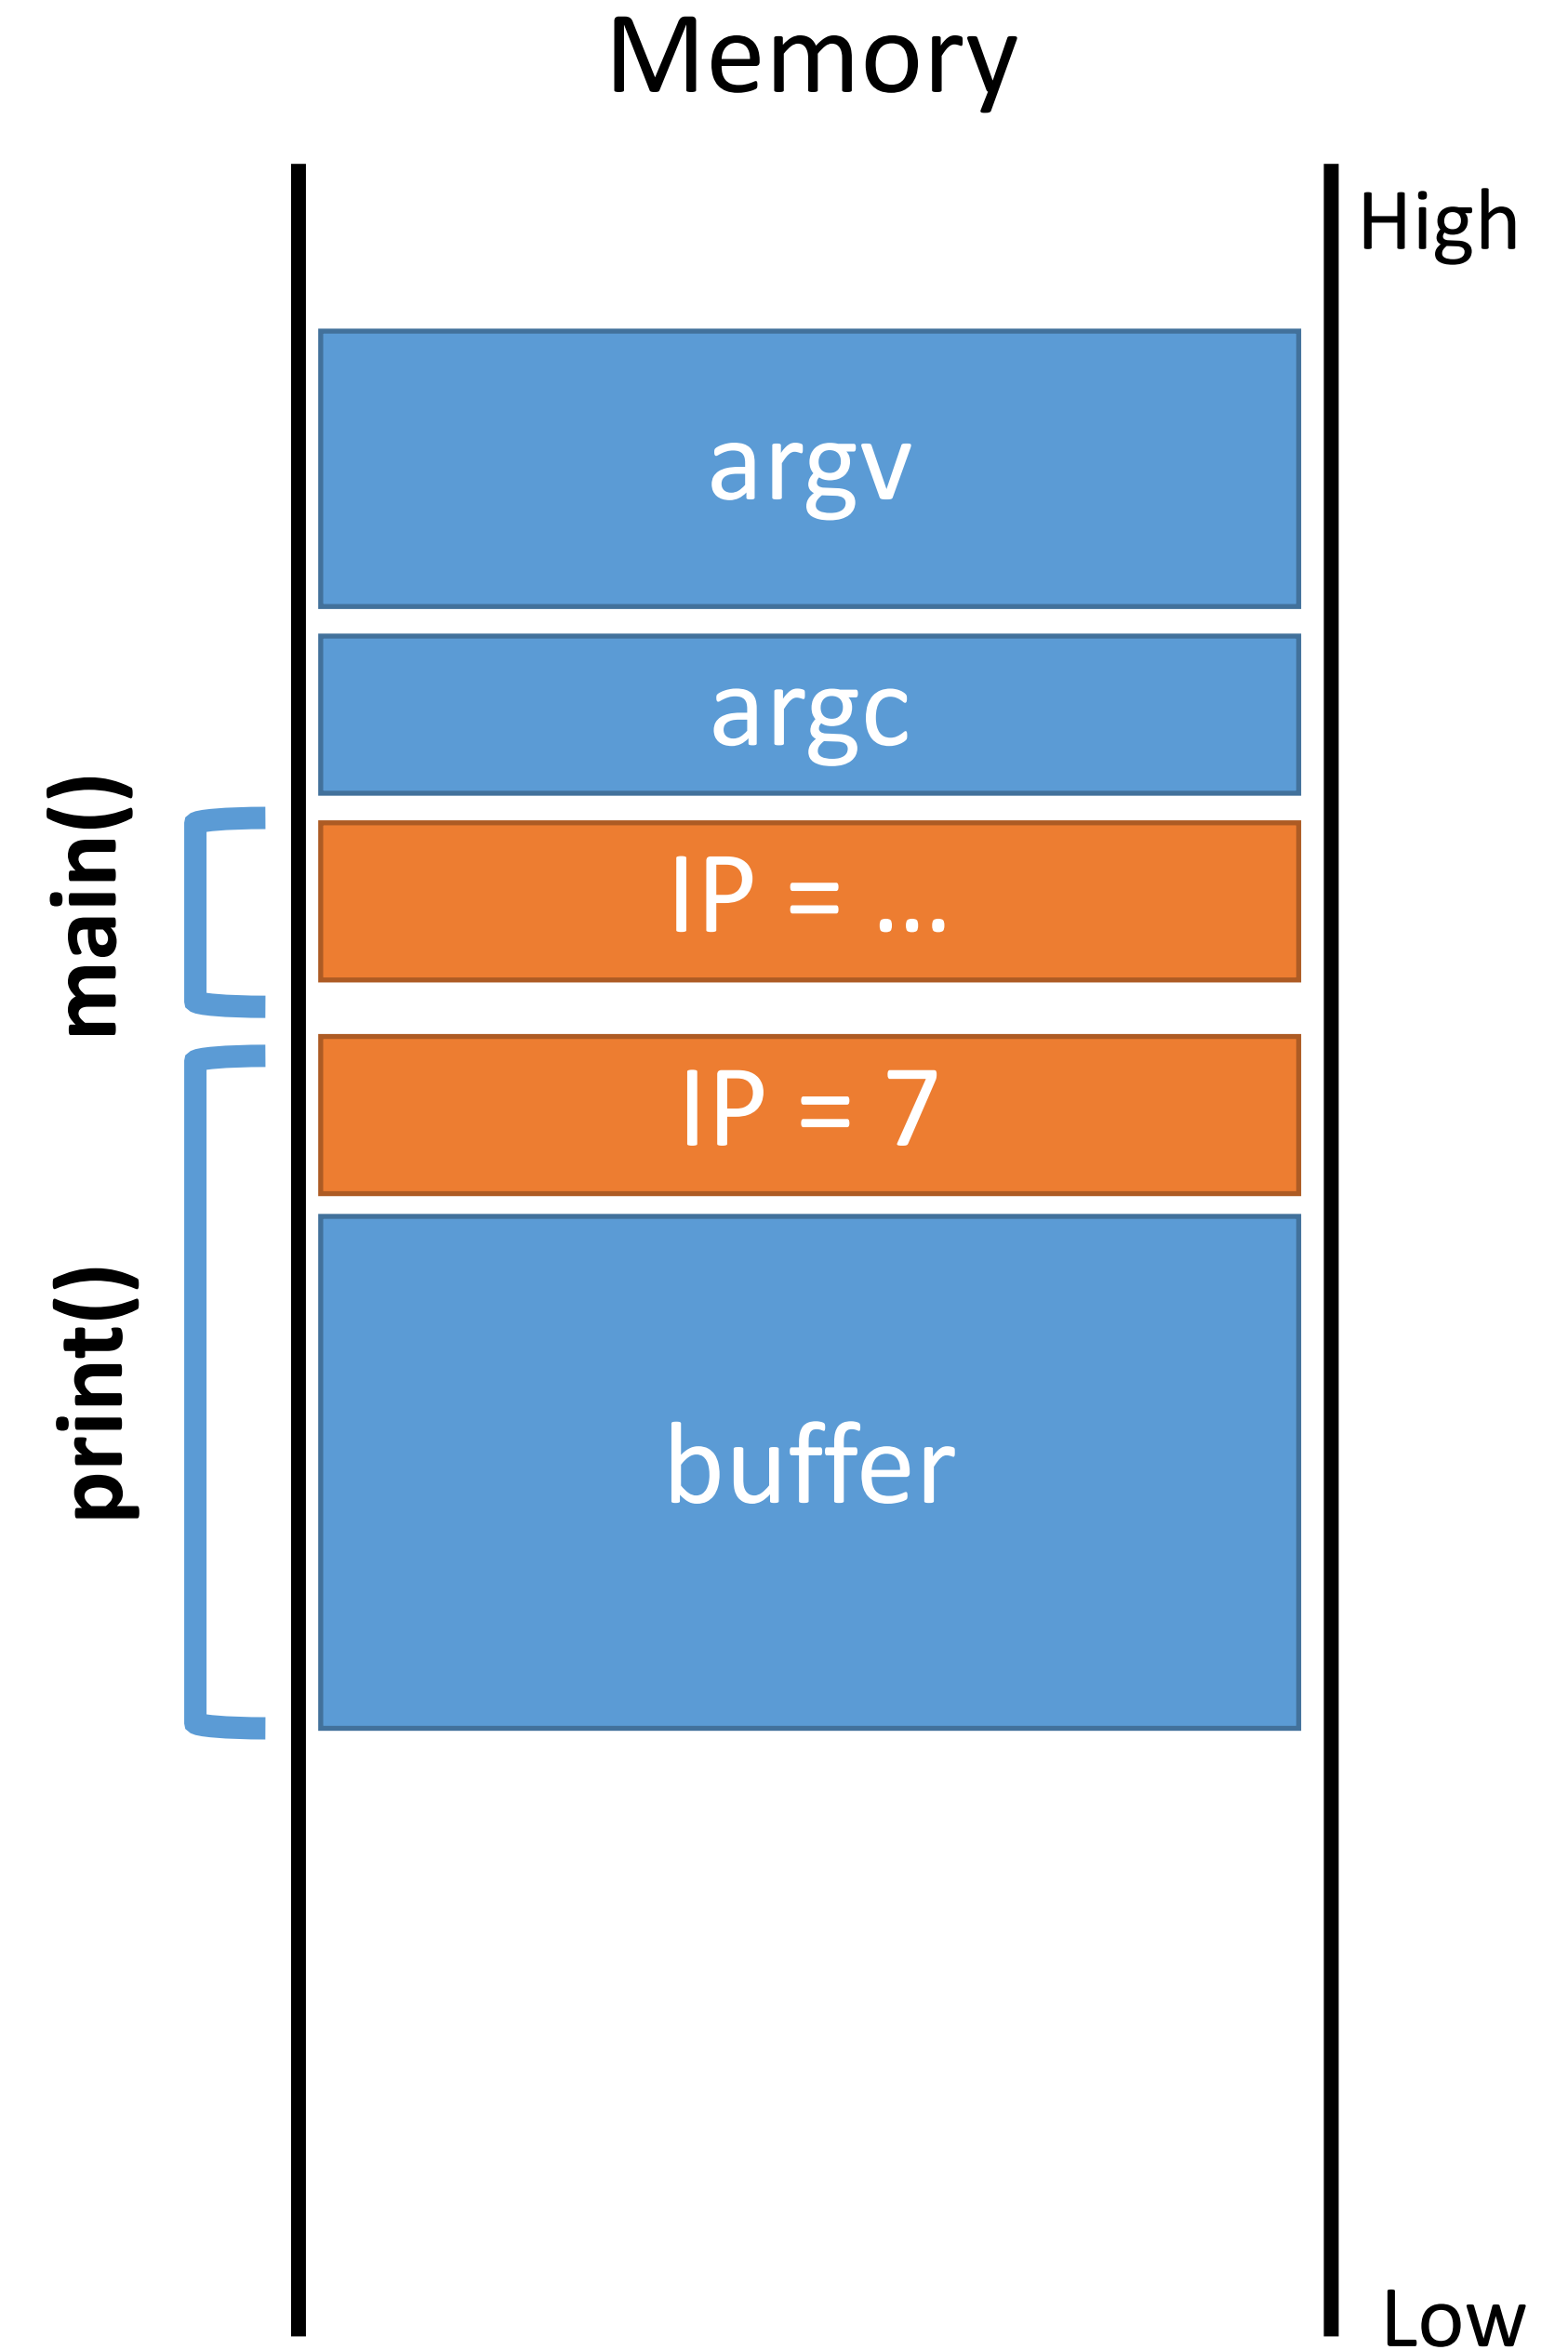 Memory
High
argv
argc
main()
IP = ...
IP = 7
print()
buffer
Low